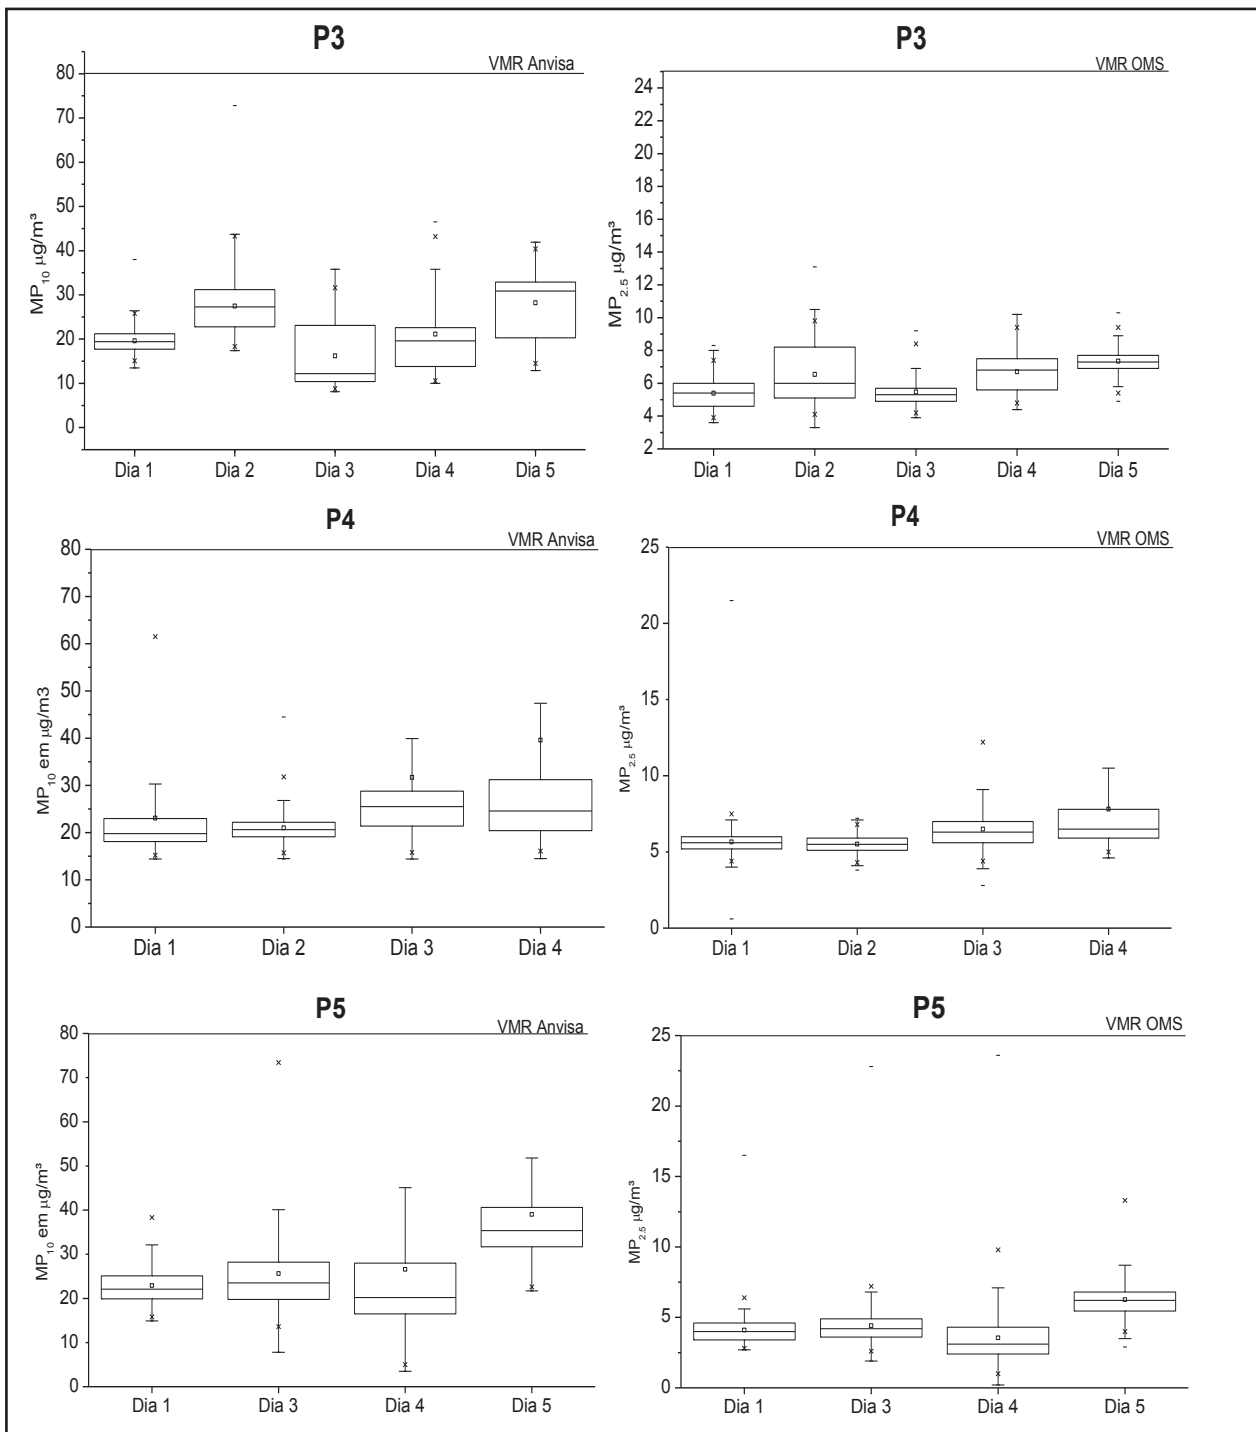 P3
VMR Anvisa
80
70
60
50
40
30
20
10
0
MP10 µg/m³
Dia 1 Dia 2 Dia 3 Dia 4 Dia 5
P3
VMR OMS
24
22
20
18
16
14
12
10
8
6
4
2
MP2.5 µg/m³
Dia 1 Dia 2 Dia 3 Dia 4 Dia 5
P4
VMR Anvisa
80
70
60
50
40
30
20
10
0
MP10 em µg/m3
Dia 1 Dia 2 Dia 3 Dia 4
P4
VMR OMS
25
20
15
10
5
0
MP2.5 µg/m³
Dia 1 Dia 2 Dia 3 Dia 4
P5
VMR Anvisa
80
70
60
50
40
30
20
10
0
MP10 em µg/m³
Dia 1 Dia 3 Dia 4 Dia 5
P5
VMR OMS
25
20
15
10
5
0
MP2.5 µg/m³
Dia 1 Dia 3 Dia 4 Dia 5